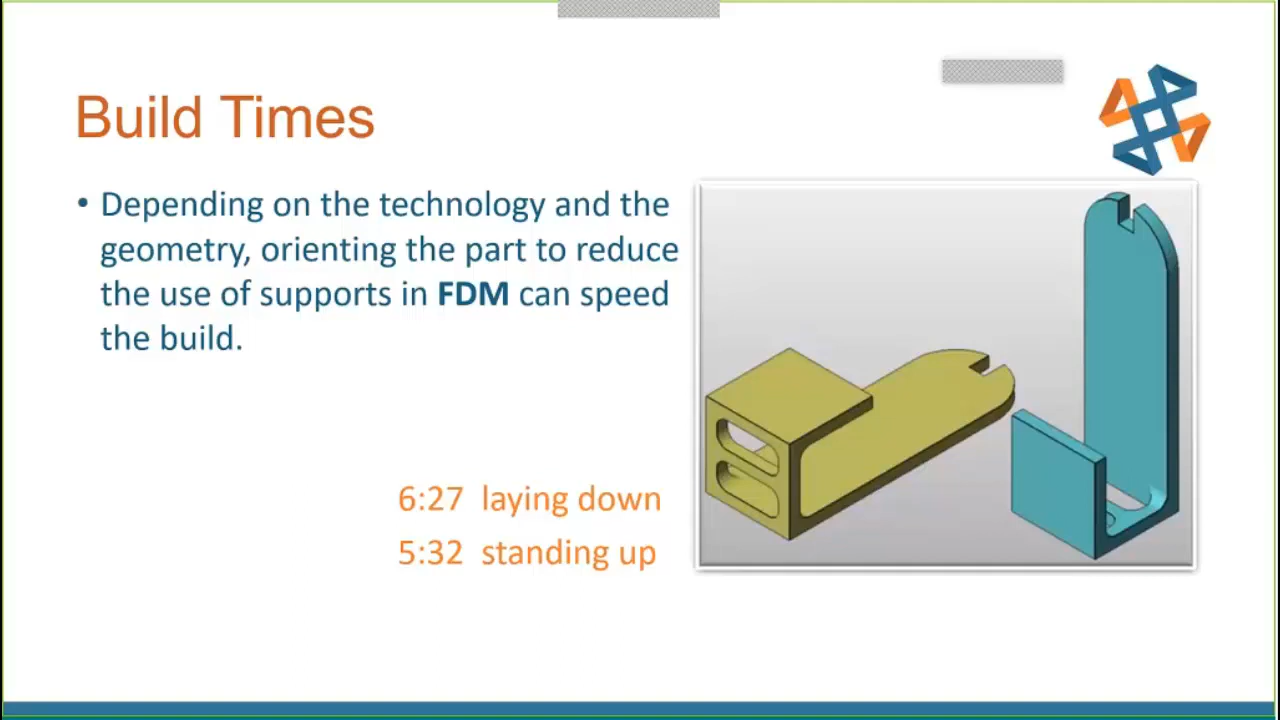 Build Times
• Depending on the technology and the
geometry, orienting the part to reduce
the use of supports in FDM can speed
the build.
6:27 laying down
5:32 standing up